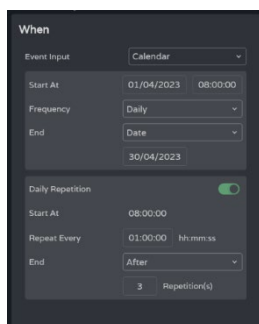 When
Event Input Calendar
Start At 01/04/2023 08:00:00
Frequency Daily
End Date
30/04/2023
Daily Repetition
Start At 08:00:00
Repeat Every 01:00:00 hh:mm:ss
End After
3 Repetition(s)